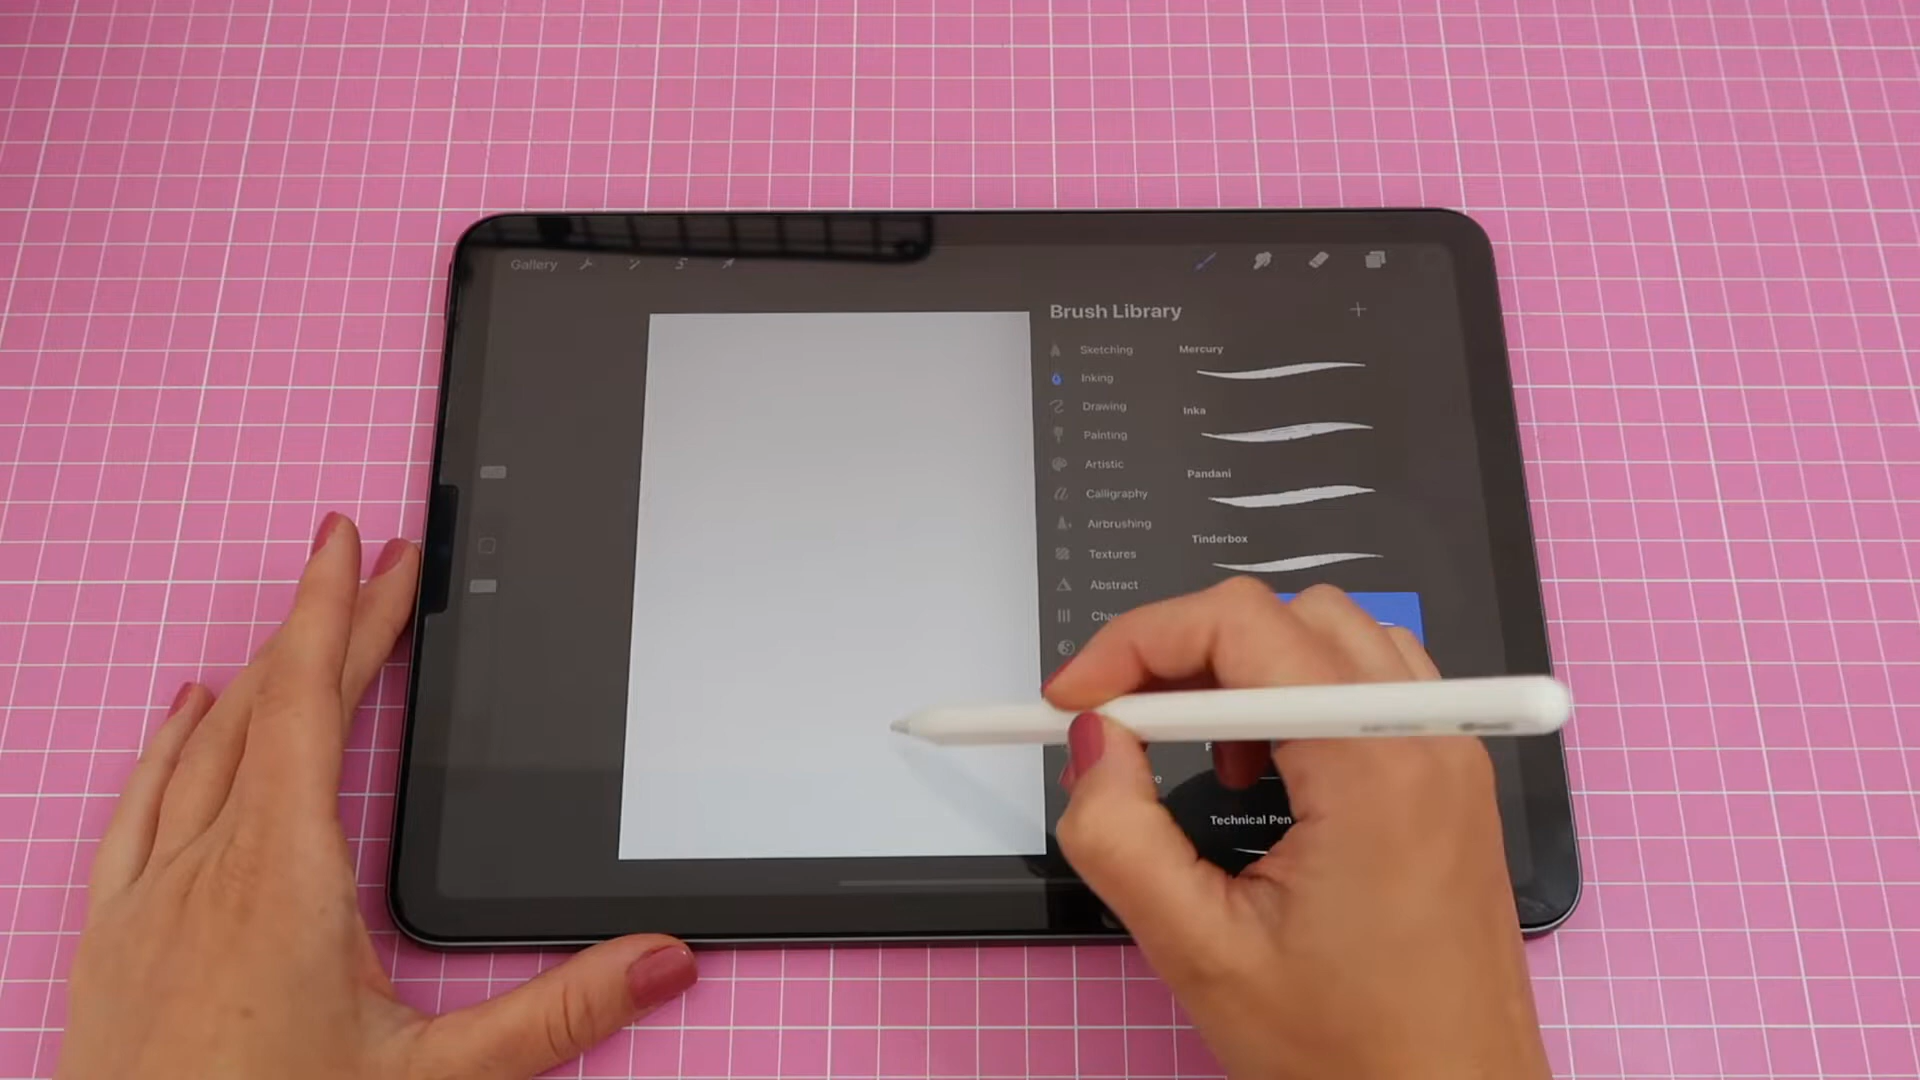 Gallery
Brush Library
Sketching
Inking
Drawing
Painting
Artistic
Calligraphy
Airbrushing
Textures
Abstract
Mercury
Inka
Pandani
Tinderbox
Technical Pen